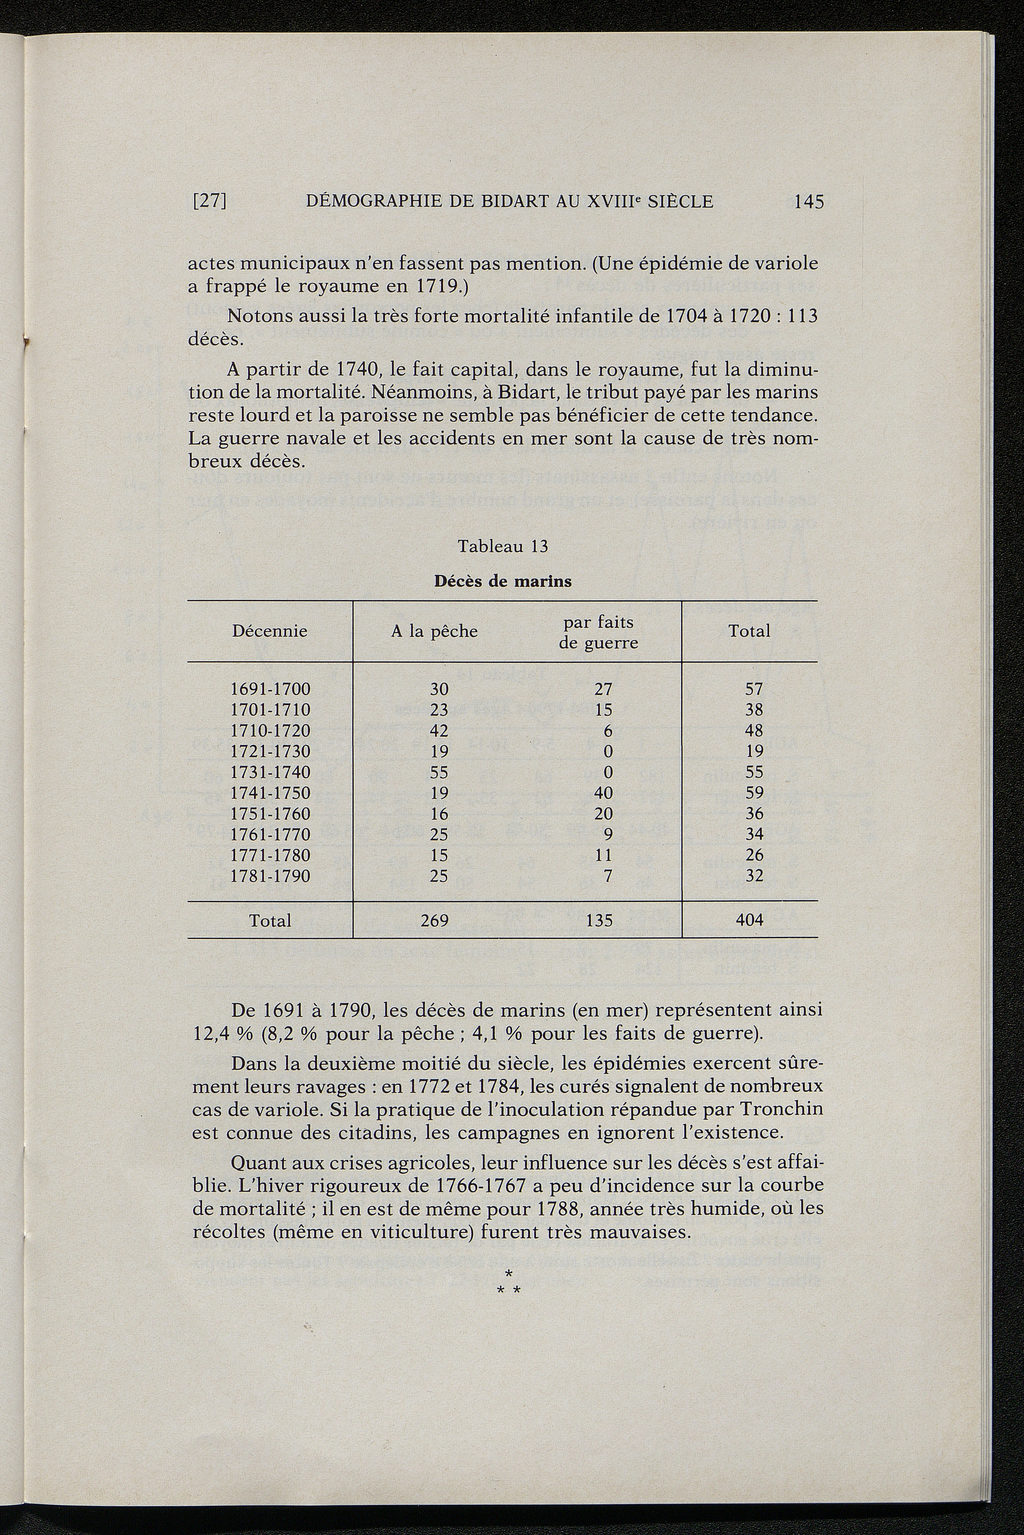 [27] DÉMOGRAPHIE DE BIDART AU XVIIIe SIÈCLE 145
actes municipaux n'en fassent pas mention. (Une épidémie de variole
a frappé le royaume en 1719.)
Notons aussi la très forte mortalité infantile de 1704 à 1720 : 113
décès.
A partir de 1740, le fait capital, dans le royaume, fut la diminu-
tion de la mortalité. Néanmoins, à Bidart, le tribut payé par les marins
reste lourd et la paroisse ne semble pas bénéficier de cette tendance.
La guerre navale et les accidents en mer sont la cause de très nom-
breux décès.
Tableau 13
Décès de marins
Décennie A la pêche par faits de guerre Total
1691-1700 30 27 57
1701-1710 23 15 38
1710-1720 42 6 48
1721-1730 19 0 19
1731-1740 55 0 55
1741-1750 19 40 59
1751-1760 16 20 36
1761-1770 25 9 34
1771-1780 15 11 26
1781-1790 25 7 32
Total 269 135 404
De 1691 à 1790, les décès de marins (en mer) représentent ainsi
12,4 % (8,2 % pour la pêche ; 4,1 % pour les faits de guerre).
Dans la deuxième moitié du siècle, les épidémies exercent sûre-
ment leurs ravages : en 1772 et 1784, les curés signalent de nombreux
cas de variole. Si la pratique de l'inoculation répandue par Tronchin
est connue des citadins, les campagnes en ignorent l'existence.
Quant aux crises agricoles, leur influence sur les décès s'est affai-
blie. L'hiver rigoureux de 1766-1767 a peu d'incidence sur la courbe
de mortalité ; il en est de même pour 1788, année très humide, où les
récoltes (même en viticulture) furent très mauvaises.
*
* *